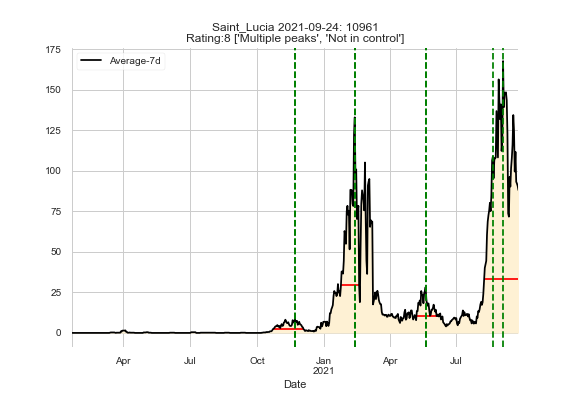 Saint_Lucia 2021-09-24: 10961
Rating:8 ['Multiple peaks', 'Not in control']
Average-7d
175
150
125
100
75
50
25
0
Apr Jul Oct Jan Apr Jul
2021
Date